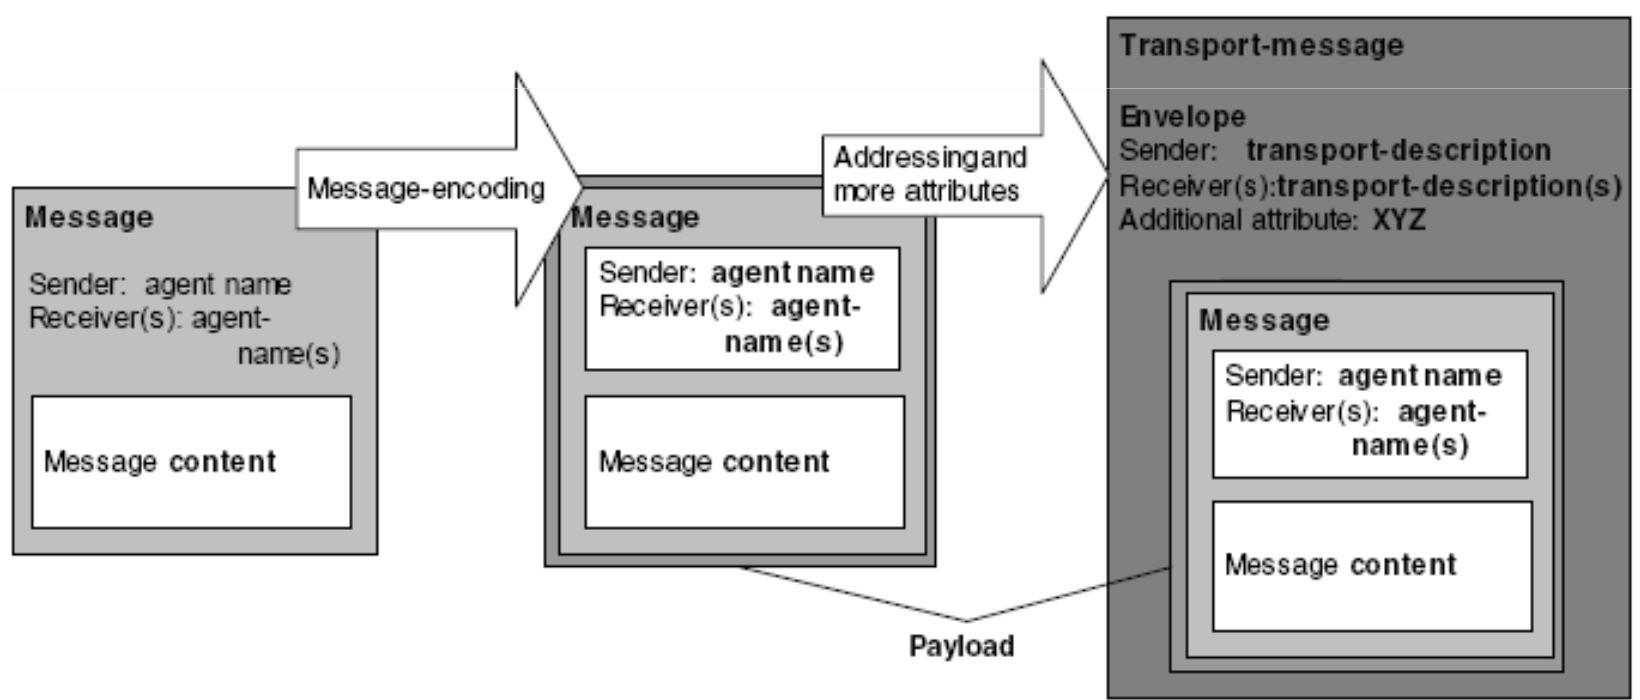 Message
Sender: agent name
Receiver(s): agent-
name(s)
Message content
Message-encoding
Message
Sender: agent name
Receiver(s): agent-
name(s)
Message content
Addressingand
more attributes
Transport-message
Envelope
Sender: transport-description
Receiver(s):transport-description(s)
Additional attribute: XYZ
Message
Sender: agent name
Receiver(s): agent-
name(s)
Message content
Payload